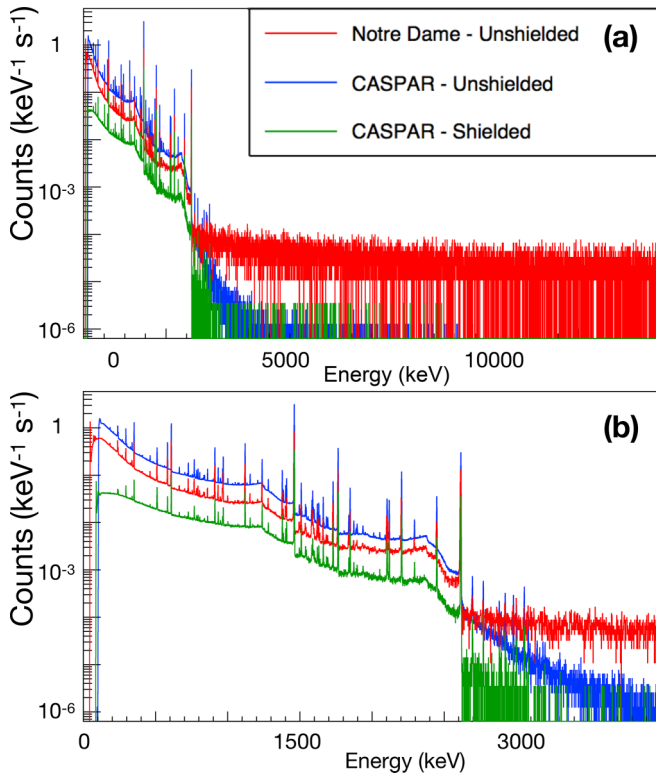 Notre Dame - Unshielded
(a)
CASPAR - Unshielded
CASPAR - Shielded
Counts (keV⁻¹ s⁻¹)
1
10⁻³
10⁻⁶
0 5000 10000
Energy (keV)
(b)
Counts (keV⁻¹ s⁻¹)
1
10⁻³
10⁻⁶
0 1500 3000
Energy (keV)